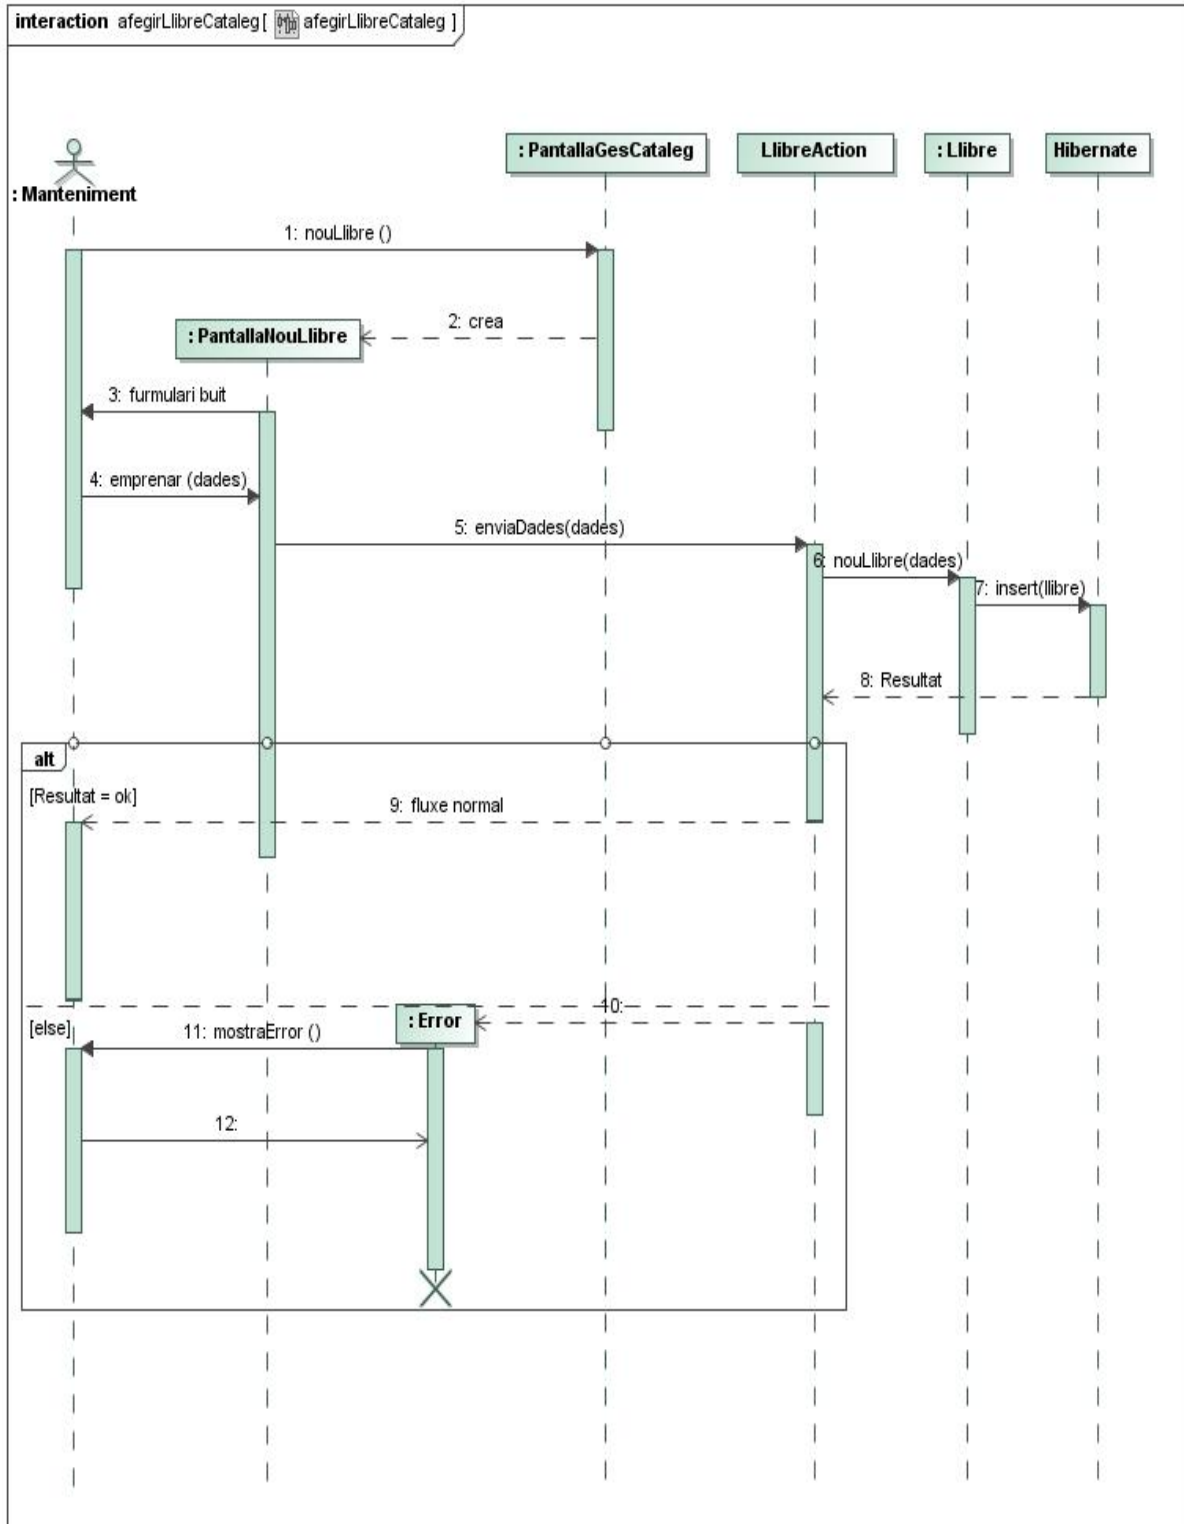 interaction afegirLlibreCataleg[ afegirLlibreCataleg ]
: PantallaGesCataleg
LlibreAction
: Llibre
Hibernate
: Manteniment
1: nouLlibre ()
2: crea
: PantallaNouLlibre
3: furmulari buit
4: emprenar (dades)
5: enviaDades(dades)
6: nouLlibre(dades)
7: insert(llibre)
8: Resultat
alt
[Resultat = ok]
9: fluxe normal
10:
: Error
[else]
11: mostraError ()
12: